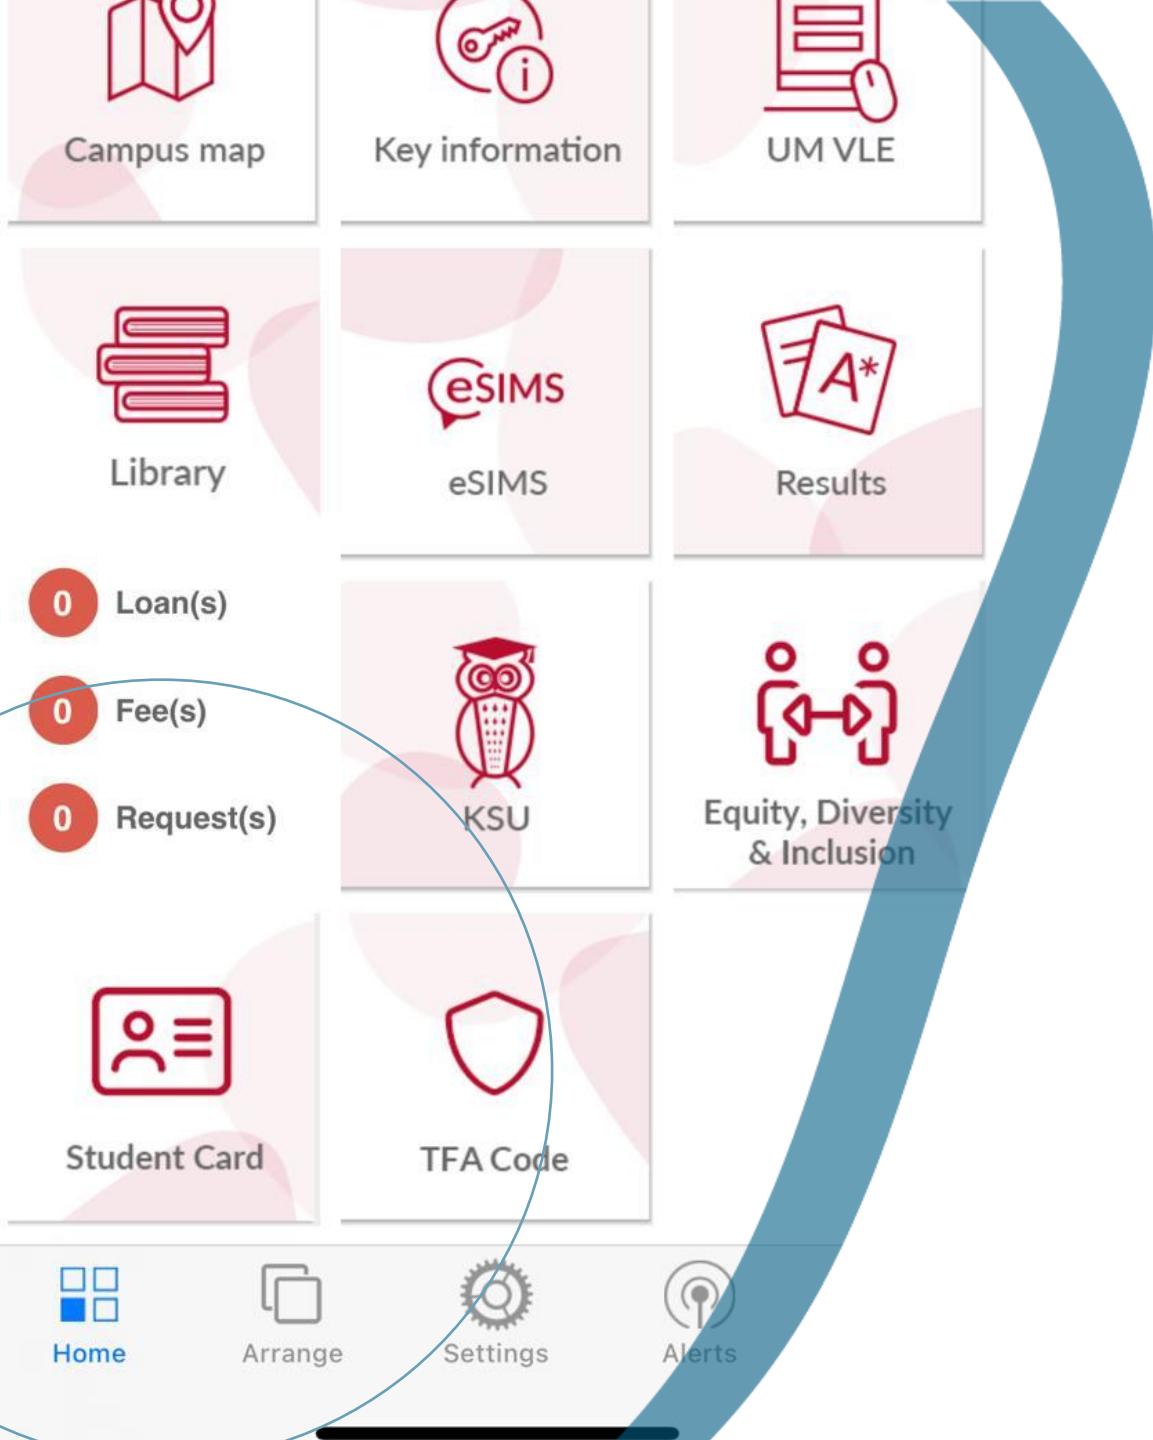 Campus map
Key information
UM VLE
Library
eSIMS
eSIMS
A*
Results
0 Loan(s)
0 Fee(s)
0 Request(s)
KSU
Equity, Diversity
& Inclusion
Student Card
TFA Code
Home
Arrange
Settings
Alerts